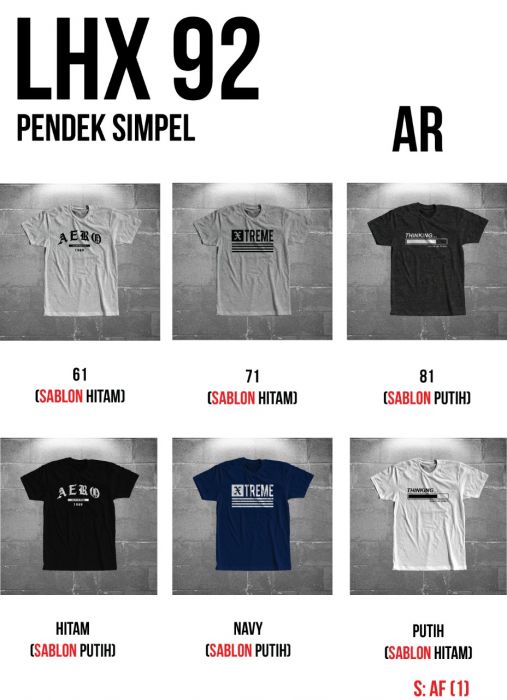 LHX 92
PENDEK SIMPEL
AR
AERO
1989
XTREME
THINKING...
61
(SABLON HITAM)
71
(SABLON HITAM)
81
(SABLON PUTIH)
AERO
1989
XTREME
THINKING...
HITAM
(SABLON PUTIH)
NAVY
(SABLON PUTIH)
PUTIH
(SABLON HITAM)
S: AF (1)